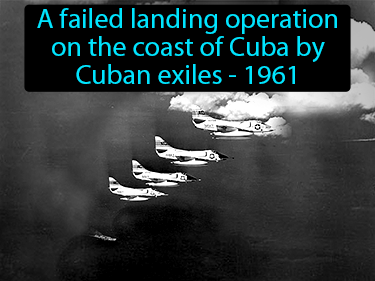 A failed landing operation
on the coast of Cuba by
Cuban exiles - 1961